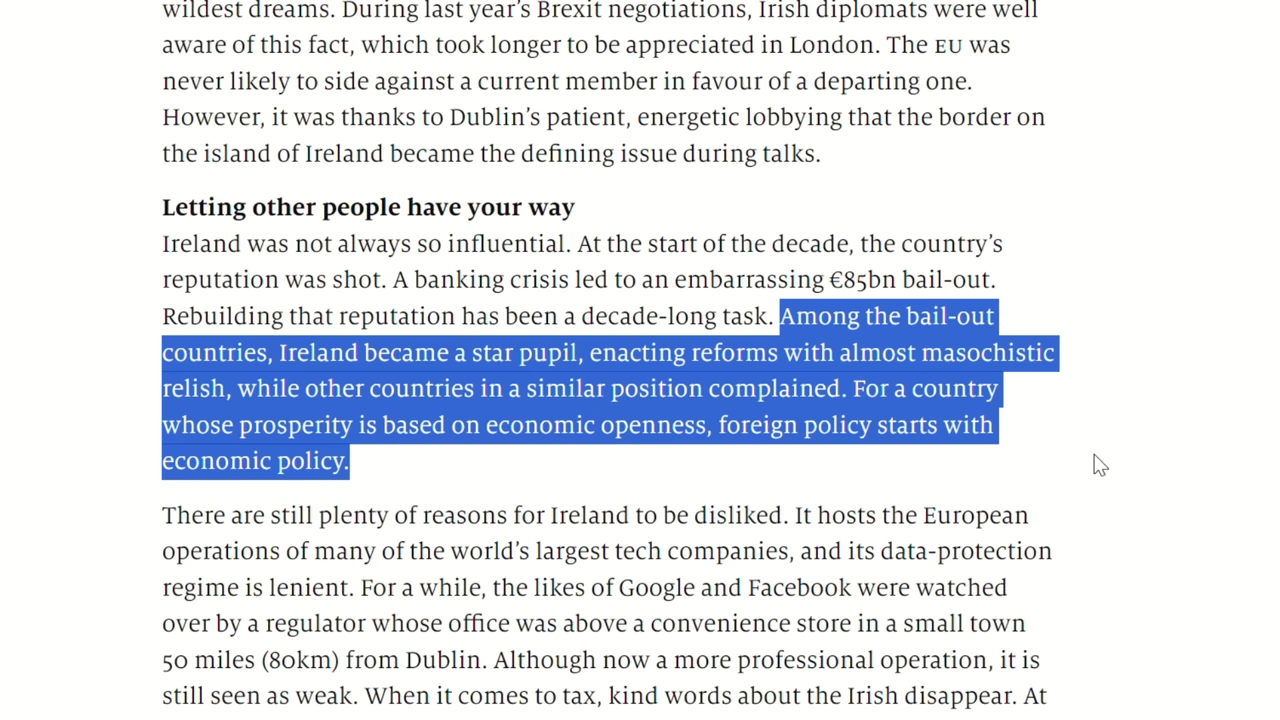 wildest dreams. During last year’s Brexit negotiations, Irish diplomats were well
aware of this fact, which took longer to be appreciated in London. The EU was
never likely to side against a current member in favour of a departing one.
However, it was thanks to Dublin’s patient, energetic lobbying that the border on
the island of Ireland became the defining issue during talks.
Letting other people have your way
Ireland was not always so influential. At the start of the decade, the country’s
reputation was shot. A banking crisis led to an embarrassing €85bn bail-out.
Rebuilding that reputation has been a decade-long task. Among the bail-out
countries, Ireland became a star pupil, enacting reforms with almost masochistic
relish, while other countries in a similar position complained. For a country
whose prosperity is based on economic openness, foreign policy starts with
economic policy.
There are still plenty of reasons for Ireland to be disliked. It hosts the European
operations of many of the world’s largest tech companies, and its data-protection
regime is lenient. For a while, the likes of Google and Facebook were watched
over by a regulator whose office was above a convenience store in a small town
50 miles (80km) from Dublin. Although now a more professional operation, it is
still seen as weak. When it comes to tax, kind words about the Irish disappear. At